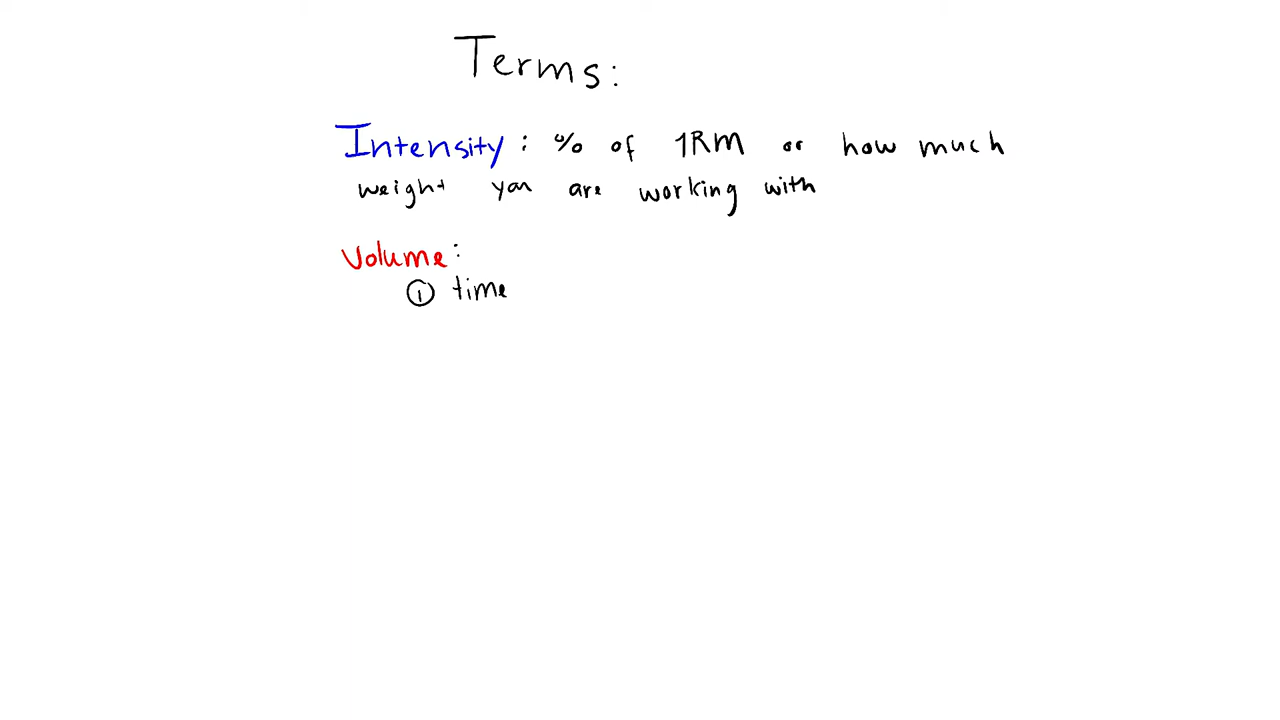 Terms:
Intensity: % of 1RM or how much
weight you are working with
Volume:
① time